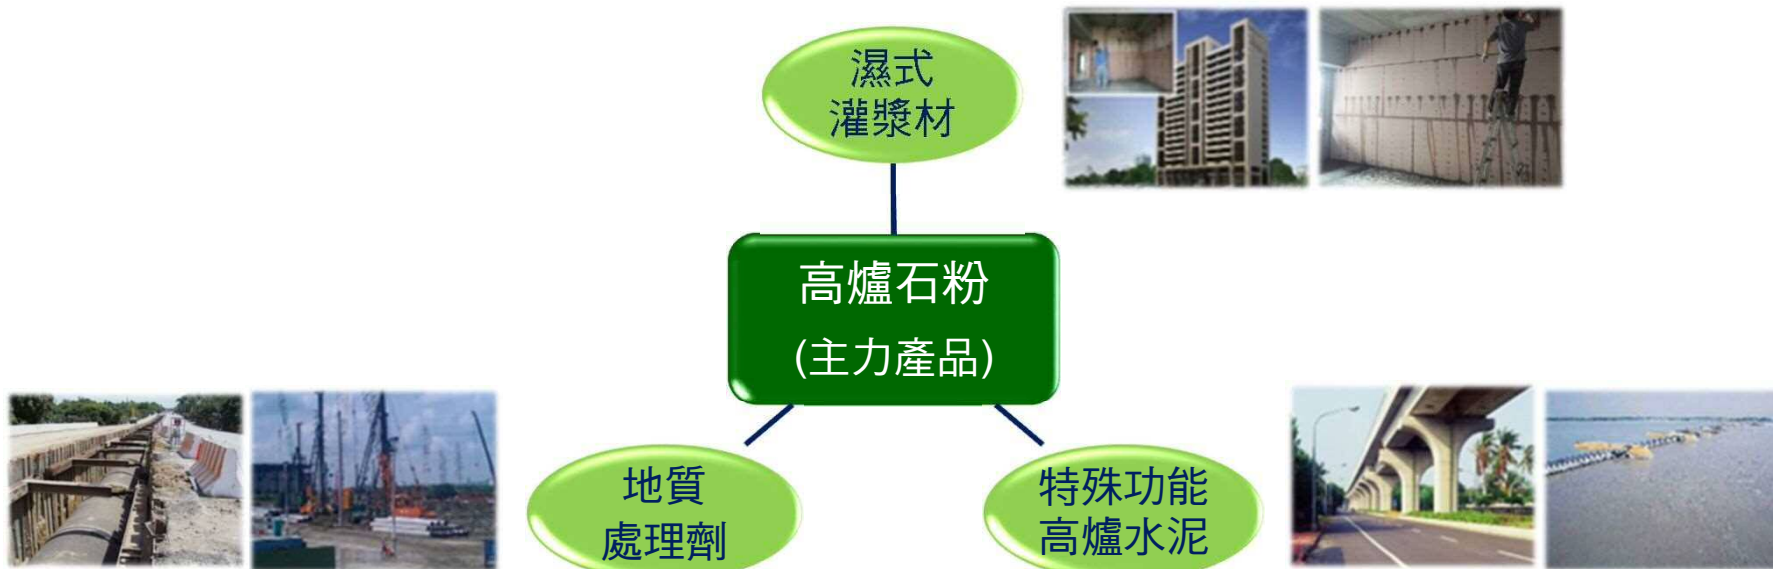 濕式
灌漿材
高爐石粉
(主力產品)
地質
處理劑
特殊功能
高爐水泥